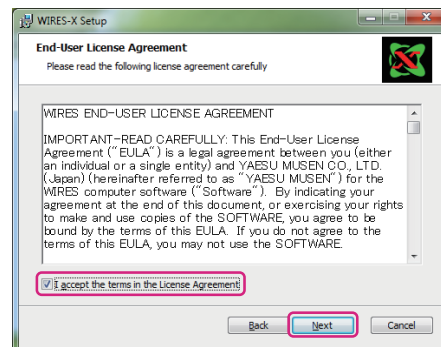 WIRES-X Setup
End-User License Agreement
Please read the following license agreement carefully
WIRES END-USER LICENSE AGREEMENT
IMPORTANT-READ CAREFULLY: This End-User License
Agreement ("EULA") is a legal agreement between you (either
an individual or a single entity) and YAESU MUSEN CO., LTD.
(Japan) (hereinafter referred to as "YAESU MUSEN") for the
WIRES computer software ("Software"). By indicating your
agreement at the end of this document, or exercising your rights
to make and use copies of the SOFTWARE, you agree to be
bound by the terms of this EULA. If you do not agree to the
terms of this EULA, you may not use the SOFTWARE.
I accept the terms in the License Agreement
Back Next Cancel